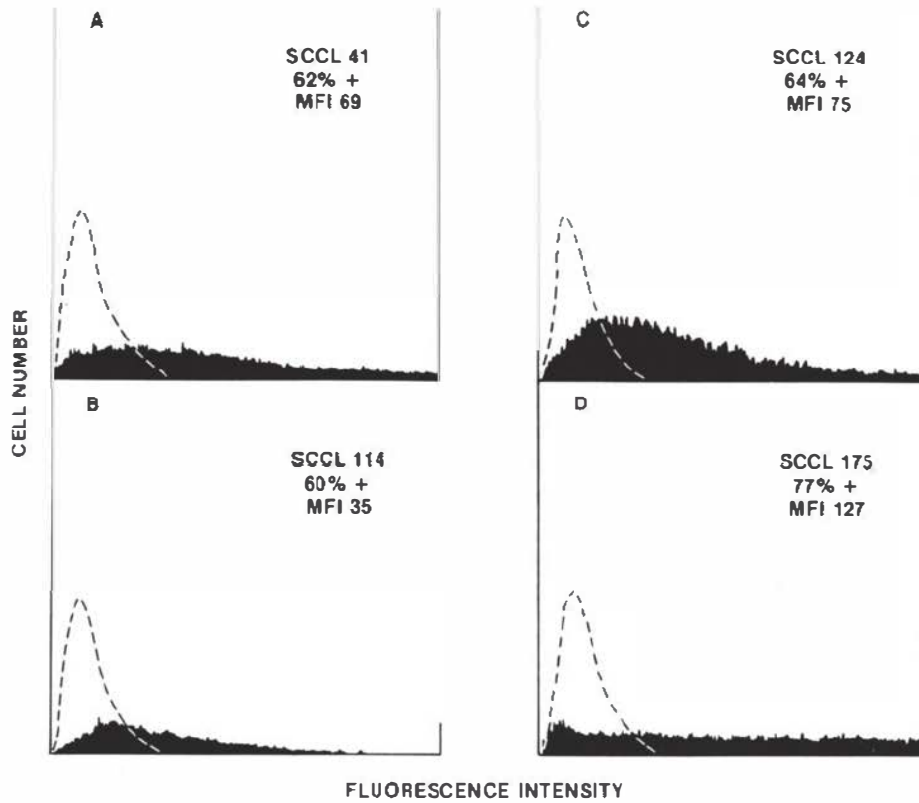 A
SCCL 41
62% +
MFI 69
C
SCCL 124
64% +
MFI 75
B
SCCL 114
60% +
MFI 35
D
SCCL 175
77% +
MFI 127
CELL NUMBER
FLUORESCENCE INTENSITY